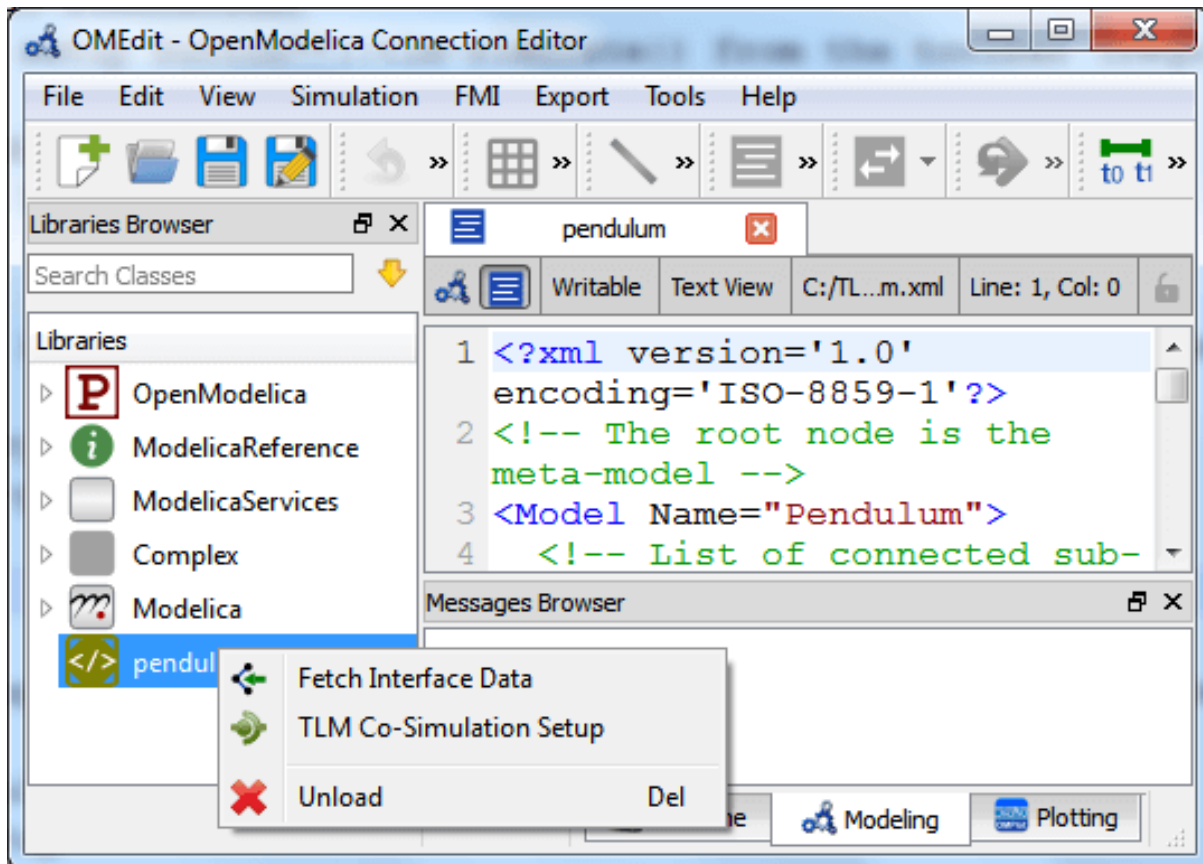 OMEdit - OpenModelica Connection Editor
File Edit View Simulation FMI Export Tools Help
t0 t1
Libraries Browser
pendulum
Search Classes
Writable Text View C:/TL...m.xml Line: 1, Col: 0
Libraries
OpenModelica
ModelicaReference
ModelicaServices
Complex
Modelica
pendul
1 <?xml version='1.0'
encoding='ISO-8859-1'?>
2 <!-- The root node is the
meta-model -->
3 <Model Name="Pendulum">
4 <!-- List of connected sub-
Messages Browser
Fetch Interface Data
TLM Co-Simulation Setup
Unload Del
Modeling Plotting